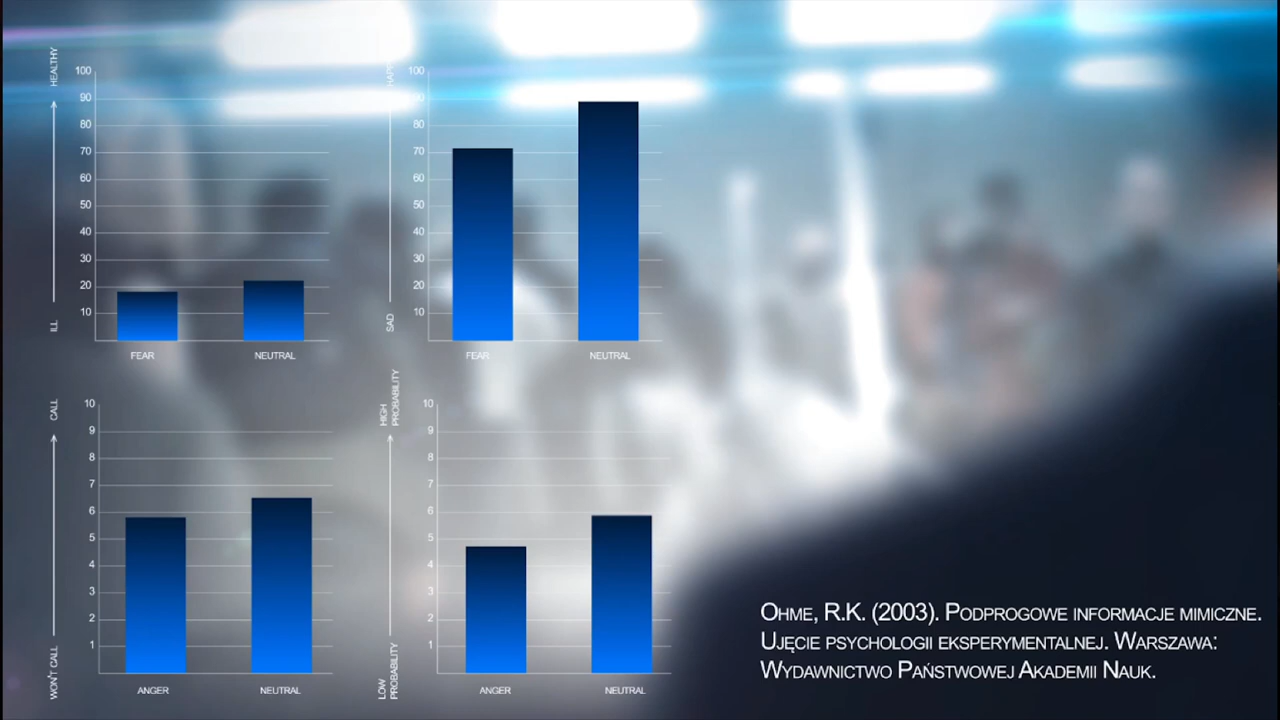 HEALTHY
100
90
80
70
60
50
40
30
20
10
ILL
FEAR NEUTRAL
HAPPY
100
90
80
70
60
50
40
30
20
10
SAD
FEAR NEUTRAL
CALL
10
9
8
7
6
5
4
3
2
1
WON'T CALL
ANGER NEUTRAL
HIGH
PROBABILITY
10
9
8
7
6
5
4
3
2
1
LOW
PROBABILITY
ANGER NEUTRAL
OHME, R.K. (2003). PODPROGOWE INFORMACJE MIMICZNE.
UJĘCIE PSYCHOLOGII EKSPERYMENTALNEJ. WARSZAWA:
WYDAWNICTWO PAŃSTWOWEJ AKADEMII NAUK.